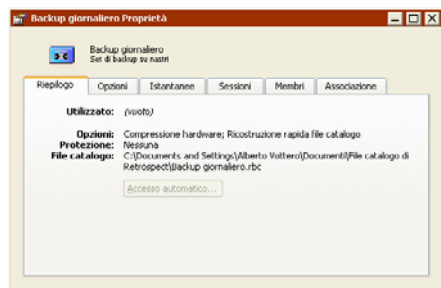 Backup giornaliero Proprietà
Backup giornaliero
Set di backup su nastri
Riepilogo Opzioni Istantanee Sessioni Membri Associazione
Utilizzato: (vuoto)
Opzioni: Compressione hardware; Ricostruzione rapida file catalogo
Protezione: Nessuna
File catalogo: C:\Documents and Settings\Alberto Vottero\Documenti\File catalogo di
Retrospect\Backup giornaliero.rbc
Accesso automatico...